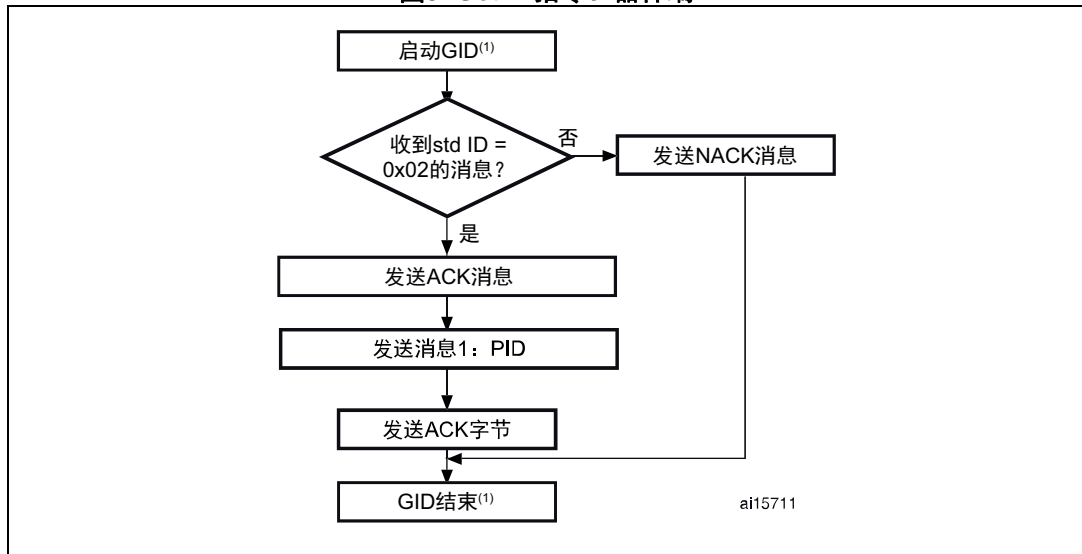 启动GID(1)
收到std ID =
0x02的消息?
否
发送NACK消息
是
发送ACK消息
发送消息1：PID
发送ACK字节
GID结束(1)
ai15711